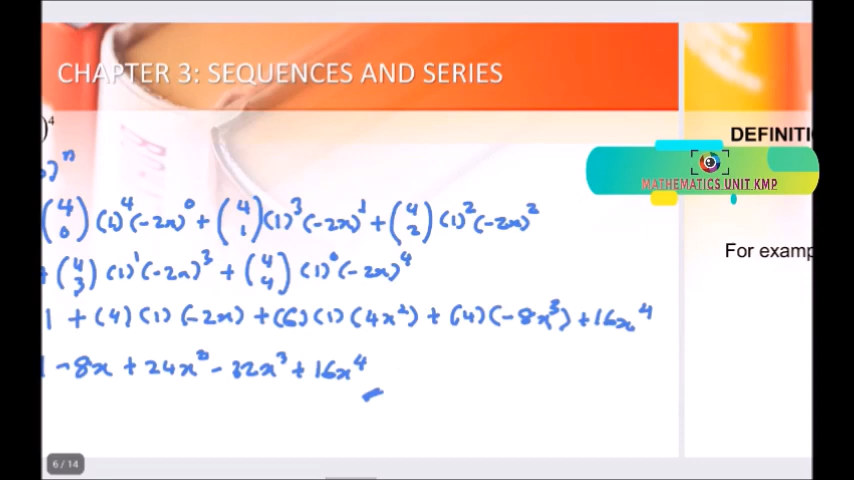 CHAPTER 3: SEQUENCES AND SERIES
)⁴
DEFINITI
MATHEMATICS UNIT KMP
)ⁿ
(4 0) (1)⁴(-2x)⁰ + (4 1) (1)³(-2x)¹ + (4 2) (1)²(-2x)²
+ (4 3) (1)¹(-2x)³ + (4 4) (1)⁰(-2x)⁴
For examp
1 + (4)(1)(-2x) + (6)(1)(4x²) + (4)(-8x³) + 16x⁴
1 - 8x + 24x² - 32x³ + 16x⁴
6 / 14